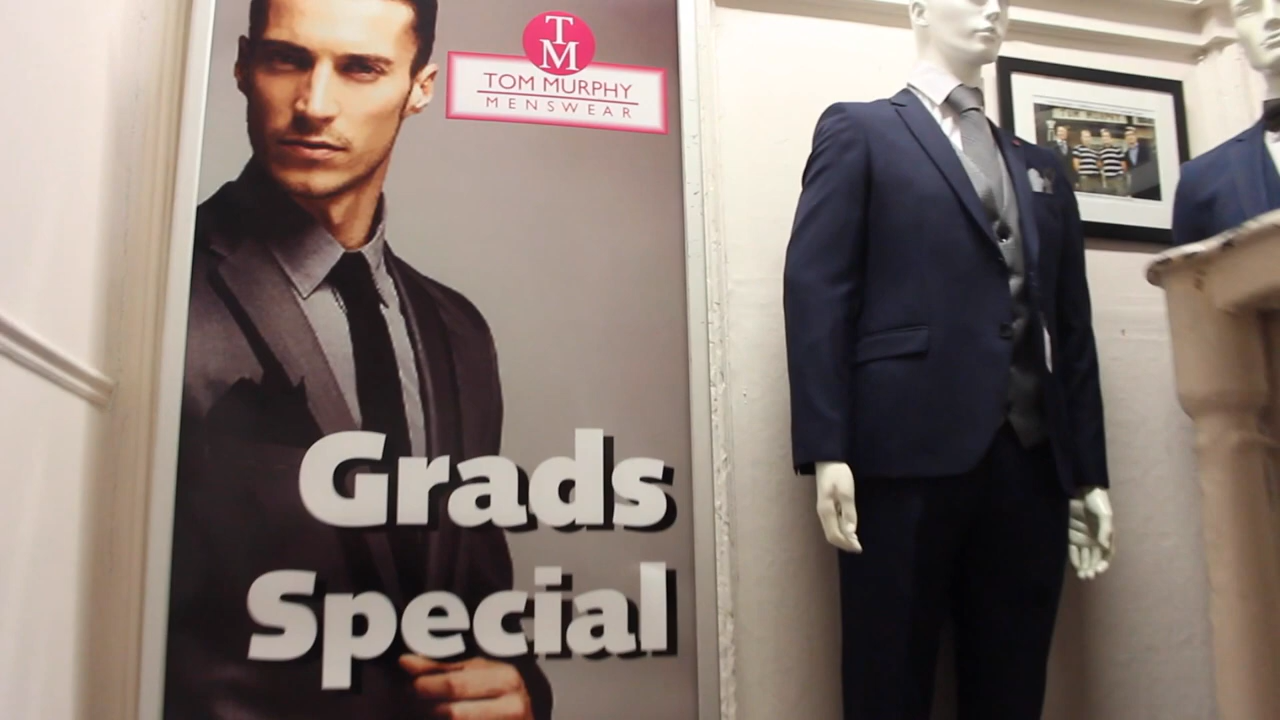 TM
TOM MURPHY
MENSWEAR
Grads
Special